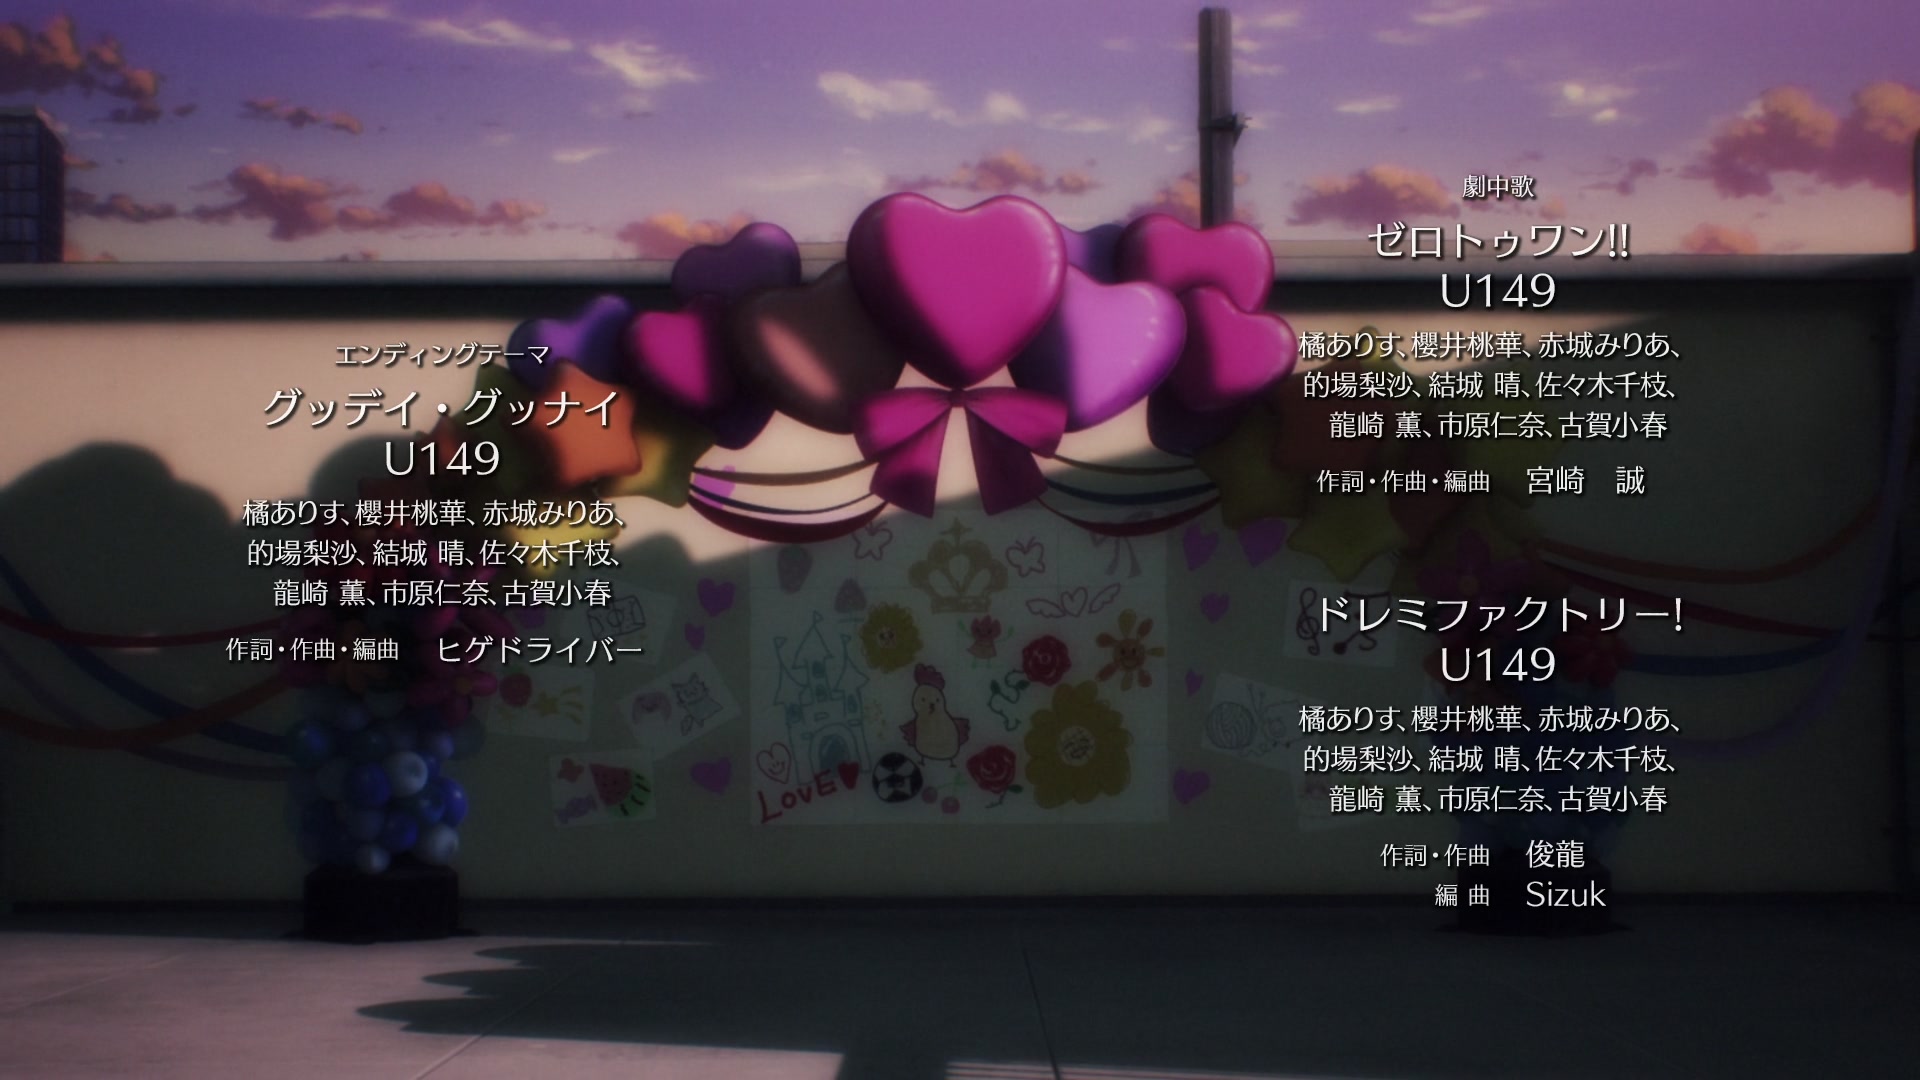 エンディングテーマ
グッデイ・グッナイ
U149
橘ありす、櫻井桃華、赤城みりあ、
的場梨沙、結城 晴、佐々木千枝、
龍崎 薫、市原仁奈、古賀小春
作詞・作曲・編曲　ヒゲドライバー
劇中歌
ゼロトゥワン!!
U149
橘ありす、櫻井桃華、赤城みりあ、
的場梨沙、結城 晴、佐々木千枝、
龍崎 薫、市原仁奈、古賀小春
作詞・作曲・編曲　宮崎　誠
ドレミファクトリー!
U149
橘ありす、櫻井桃華、赤城みりあ、
的場梨沙、結城 晴、佐々木千枝、
龍崎 薫、市原仁奈、古賀小春
作詞・作曲　俊龍
編 曲　Sizuk
LOVE